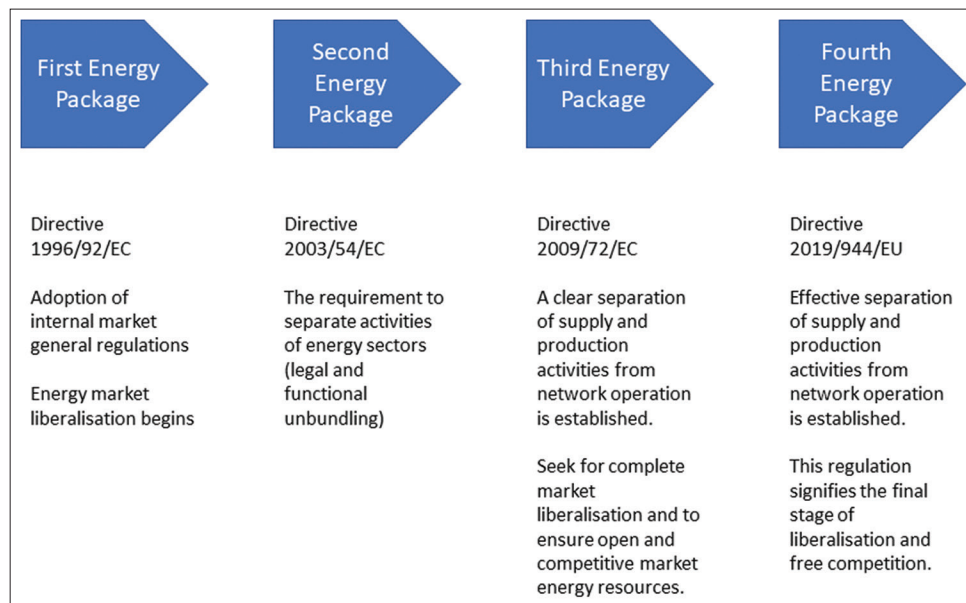 First Energy
Package
Second
Energy
Package
Third Energy
Package
Fourth
Energy
Package
Directive
1996/92/EC
Adoption of
internal market
general regulations
Energy market
liberalisation begins
Directive
2003/54/EC
The requirement to
separate activities
of energy sectors
(legal and
functional
unbundling)
Directive
2009/72/EC
A clear separation
of supply and
production
activities from
network operation
is established.
Seek for complete
market
liberalisation and to
ensure open and
competitive market
energy resources.
Directive
2019/944/EU
Effective separation
of supply and
production
activities from
network operation
is established.
This regulation
signifies the final
stage of
liberalisation and
free competition.